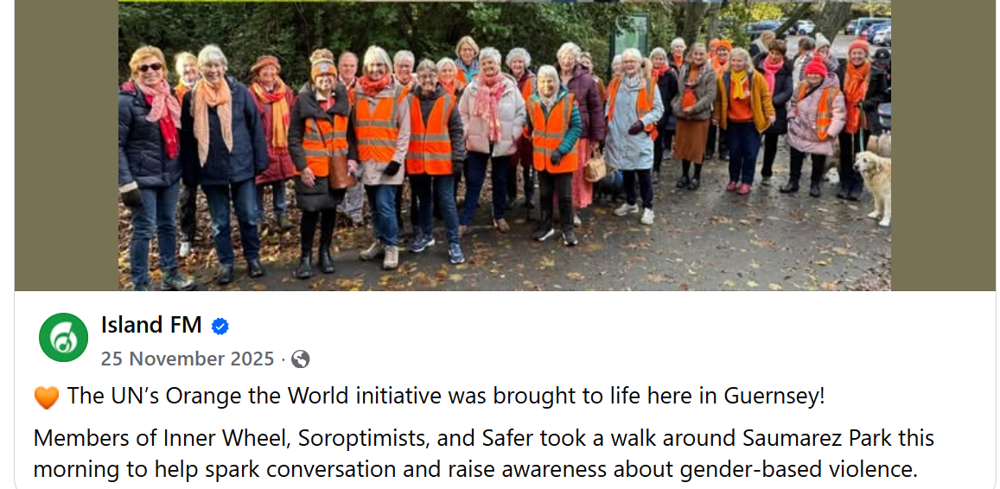 Island FM
25 November 2025 ·
🧡 The UN’s Orange the World initiative was brought to life here in Guernsey!
Members of Inner Wheel, Soroptimists, and Safer took a walk around Saumarez Park this
morning to help spark conversation and raise awareness about gender-based violence.